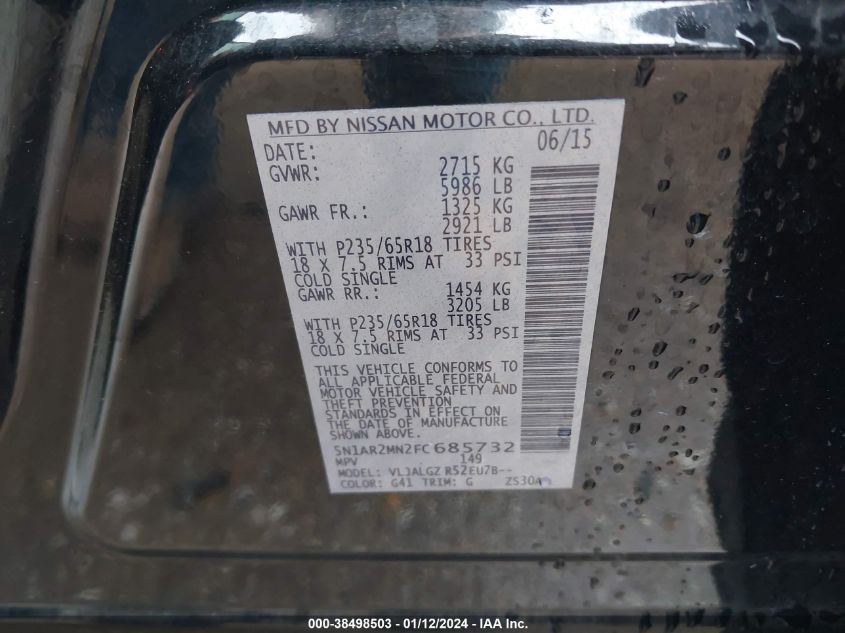 MFD BY NISSAN MOTOR CO., LTD.
DATE: 06/15
GVWR: 2715 KG
5986 LB
GAWR FR.: 1325 KG
2921 LB
WITH P235/65R18 TIRES
18 X 7.5 RIMS AT 33 PSI
COLD SINGLE
GAWR RR.: 1454 KG
3205 LB
WITH P235/65R18 TIRES
18 X 7.5 RIMS AT 33 PSI
COLD SINGLE
THIS VEHICLE CONFORMS TO
ALL APPLICABLE FEDERAL
MOTOR VEHICLE SAFETY AND
THEFT PREVENTION
STANDARDS IN EFFECT ON
THE DATE OF MANUFACTURE
SHOWN ABOVE.
5N1AR2MN2FC685732
MPV 149
MODEL: VLJALGZ R52EU7B--
COLOR: G41 TRIM: G ZS30A
000-38498503 - 01/12/2024 - IAA Inc.